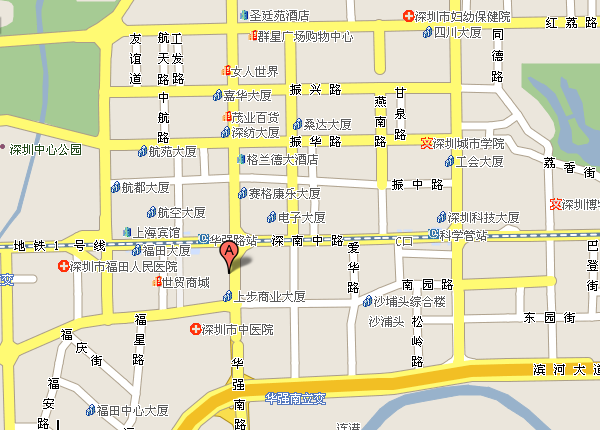 圣廷苑酒店
深圳市妇幼保健院
红荔路
友谊道
航天路
工发路
群星广场购物中心
四川大厦
同德路
女人世界
嘉华大厦
振兴路
燕南路
甘泉路
中航路
茂业百货
深纺大厦
桑达大厦
深圳城市学院
深圳中心公园
航苑大厦
格兰德大酒店
工会大厦
荔香街
航都大厦
赛格康乐大厦
振中路
深圳博
航空大厦
电子大厦
深圳科技大厦
上海宾馆
华强路站
科学馆站
地铁1号线
深南中路
C口
福田大厦
爱华路
巴登街
深圳市福田人民医院
A
立交
世贸商城
南园路
上步商业大厦
沙埔头综合楼
福星路
沙埔头
松岭路
东园街
深圳市中医院
福庆街
华强南路
滨河大道
福安路
华强南立交
福田中心大厦